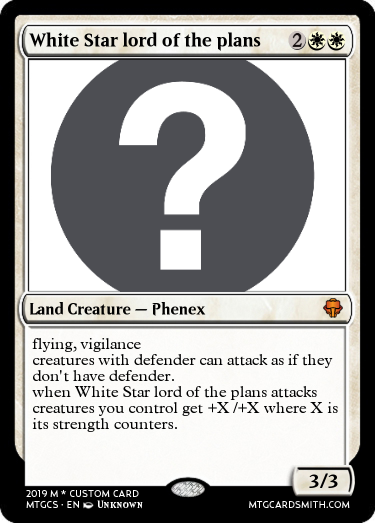 White Star lord of the plans 2
?
Land Creature — Phenex
flying, vigilance
creatures with defender can attack as if they
don't have defender.
when White Star lord of the plans attacks
creatures you control get +X /+X where X is
its strength counters.
3/3
2019 M * CUSTOM CARD
MTGCS · EN Unknown
MTGCARDSMITH.COM